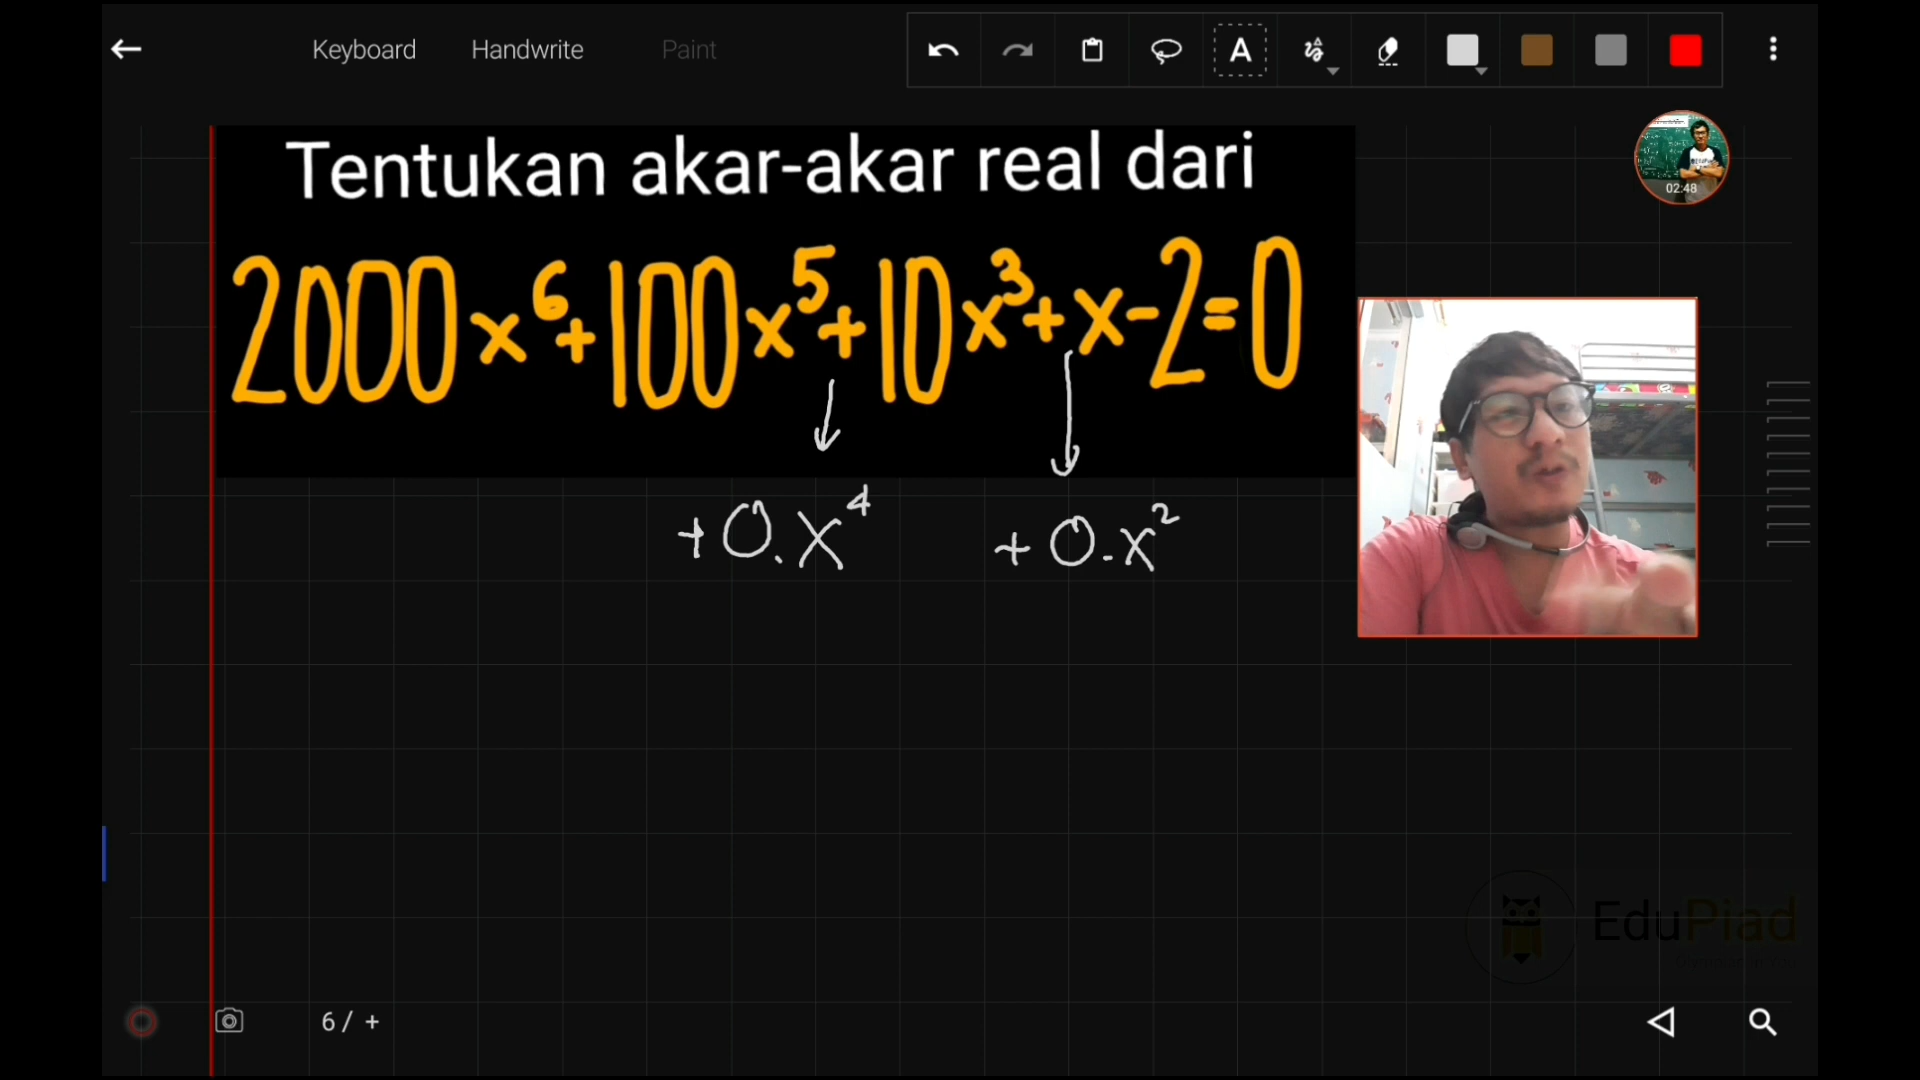 Keyboard Handwrite Paint A
02:48
Tentukan akar-akar real dari
2000x⁶+100x⁵+10x³+x-2=0
+0.x⁴ +0.x²
EduPiad
6 / +